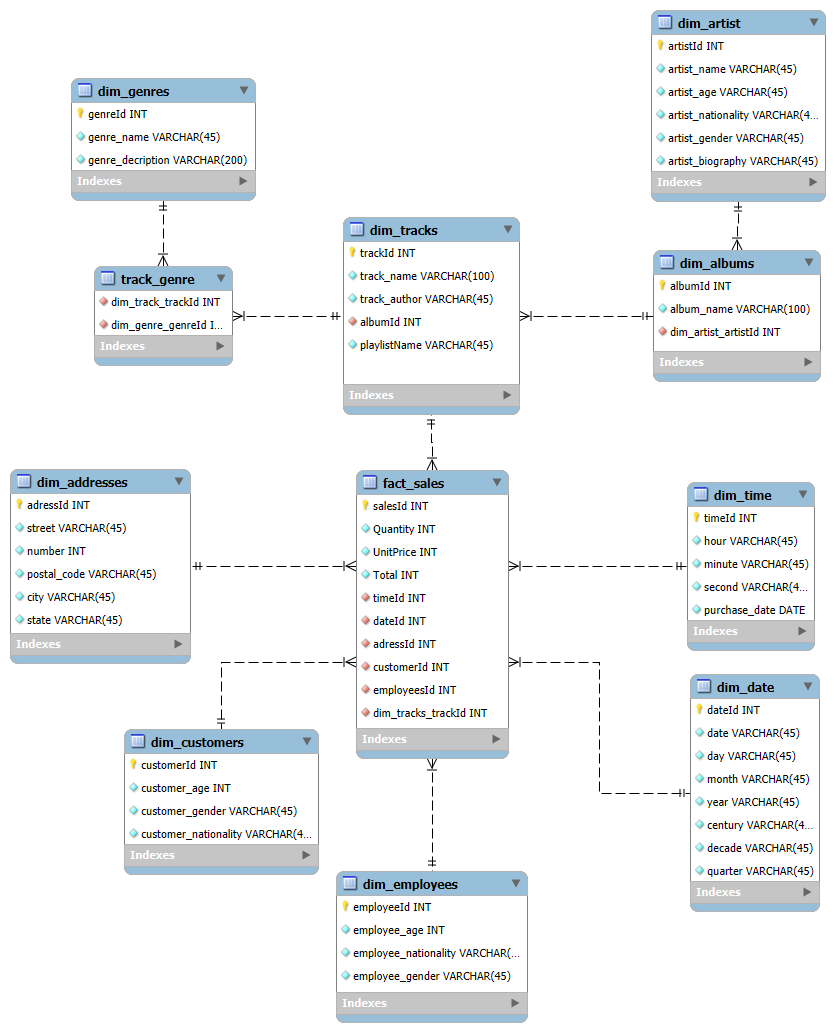 dim_artist
artistId INT
artist_name VARCHAR(45)
artist_age VARCHAR(45)
artist_nationality VARCHAR(4...
artist_gender VARCHAR(45)
artist_biography VARCHAR(45)
Indexes
dim_genres
genreId INT
genre_name VARCHAR(45)
genre_decription VARCHAR(200)
Indexes
dim_tracks
trackId INT
track_name VARCHAR(100)
track_author VARCHAR(45)
albumId INT
playlistName VARCHAR(45)
Indexes
dim_albums
albumId INT
album_name VARCHAR(100)
dim_artist_artistId INT
Indexes
track_genre
dim_track_trackId INT
dim_genre_genreId I...
Indexes
dim_addresses
adressId INT
street VARCHAR(45)
number INT
postal_code VARCHAR(45)
city VARCHAR(45)
state VARCHAR(45)
Indexes
fact_sales
salesId INT
Quantity INT
UnitPrice INT
Total INT
timeId INT
dateId INT
adressId INT
customerId INT
employeesId INT
dim_tracks_trackId INT
Indexes
dim_time
timeId INT
hour VARCHAR(45)
minute VARCHAR(45)
second VARCHAR(4...
purchase_date DATE
Indexes
dim_date
dateId INT
date VARCHAR(45)
day VARCHAR(45)
month VARCHAR(45)
year VARCHAR(45)
century VARCHAR(4...
decade VARCHAR(45)
quarter VARCHAR(45)
Indexes
dim_customers
customerId INT
customer_age INT
customer_gender VARCHAR(45)
customer_nationality VARCHAR(4...
Indexes
dim_employees
employeeId INT
employee_age INT
employee_nationality VARCHAR(...
employee_gender VARCHAR(45)
Indexes